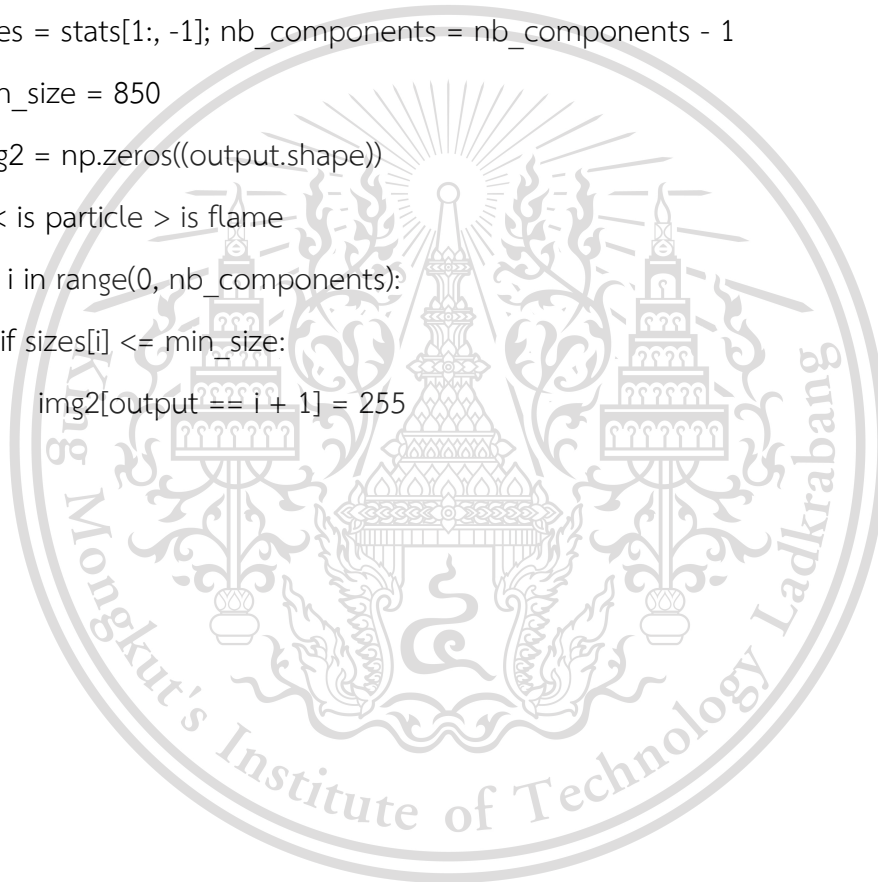 es = stats[1:, -1]; nb_components = nb_components - 1
n_size = 850
g2 = np.zeros((output.shape))
< is particle > is flame
i in range(0, nb_components):
if sizes[i] <= min_size:
img2[output == i + 1] = 255
King Mongkut's Institute of Technology Ladkrabang